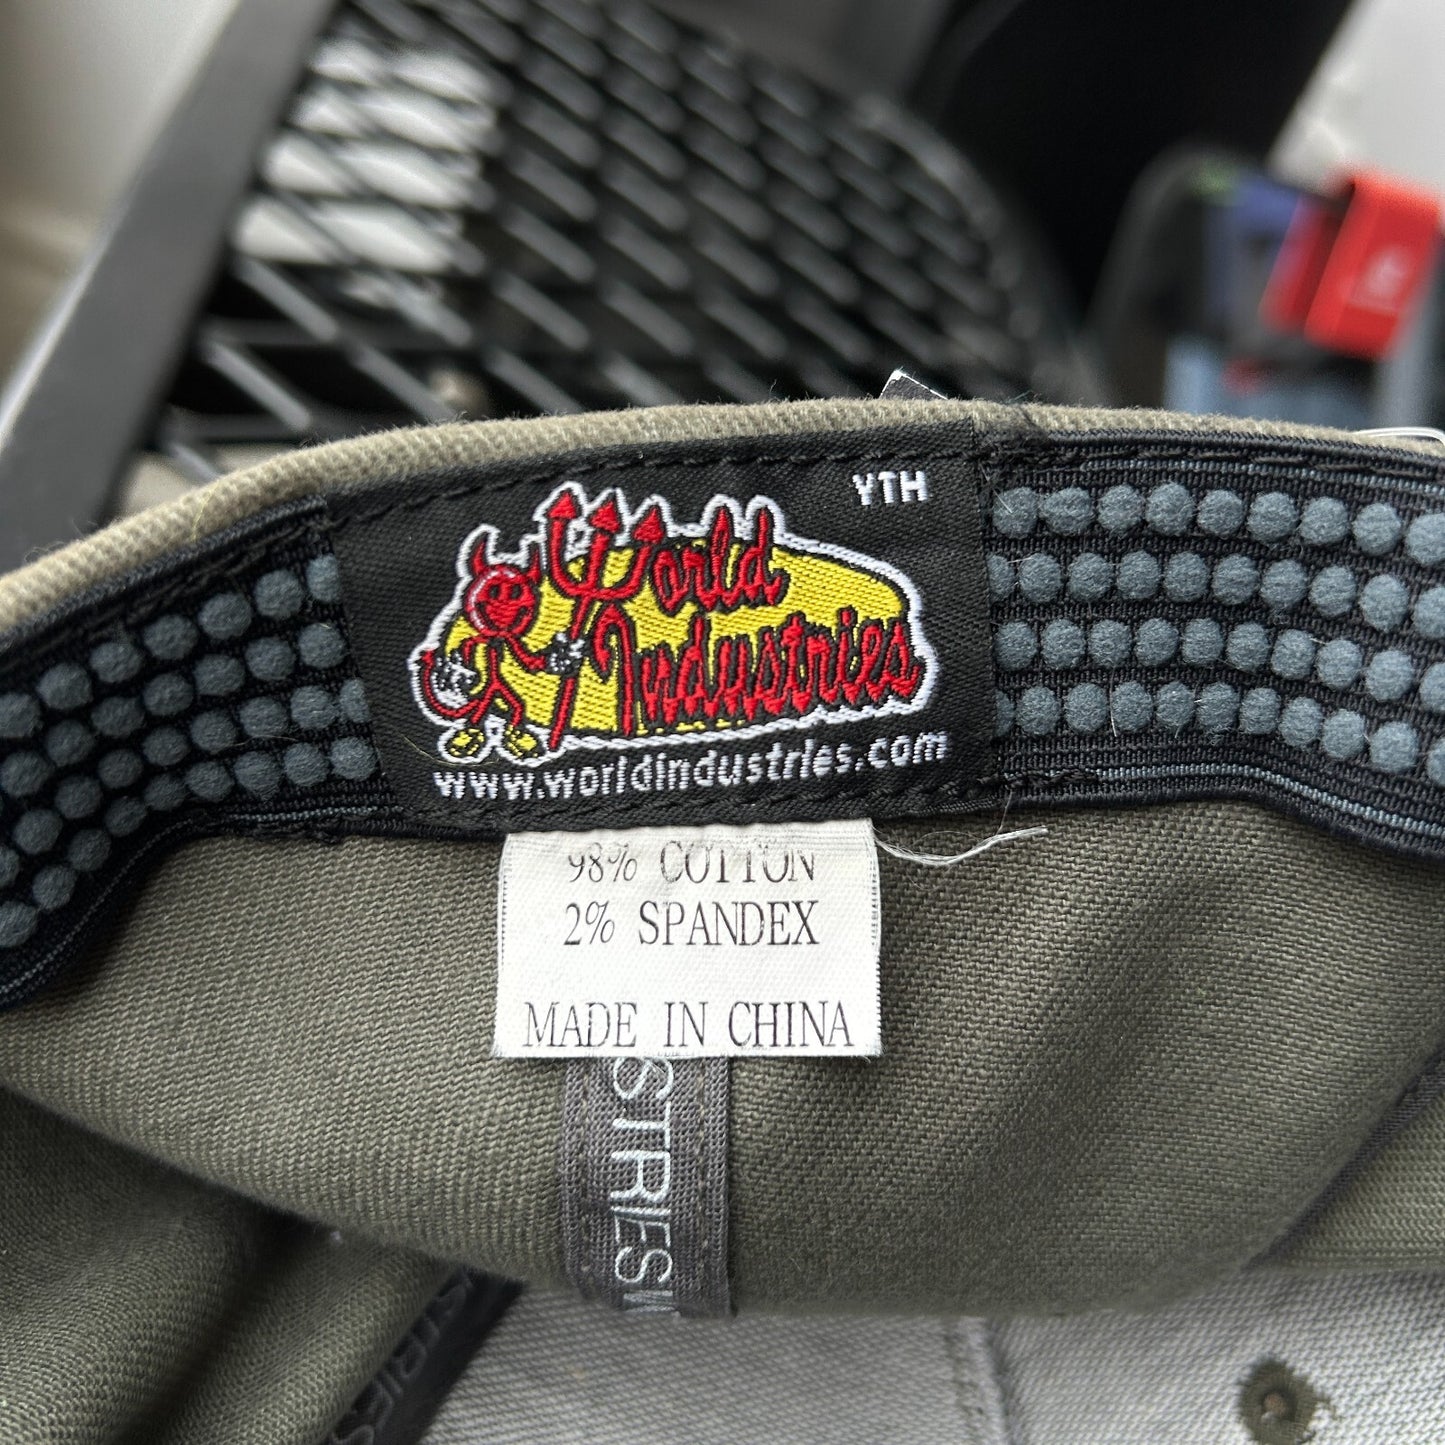 YTH
World
Industries
www.worldindustries.com
98% COTTON
2% SPANDEX
MADE IN CHINA
STRIES